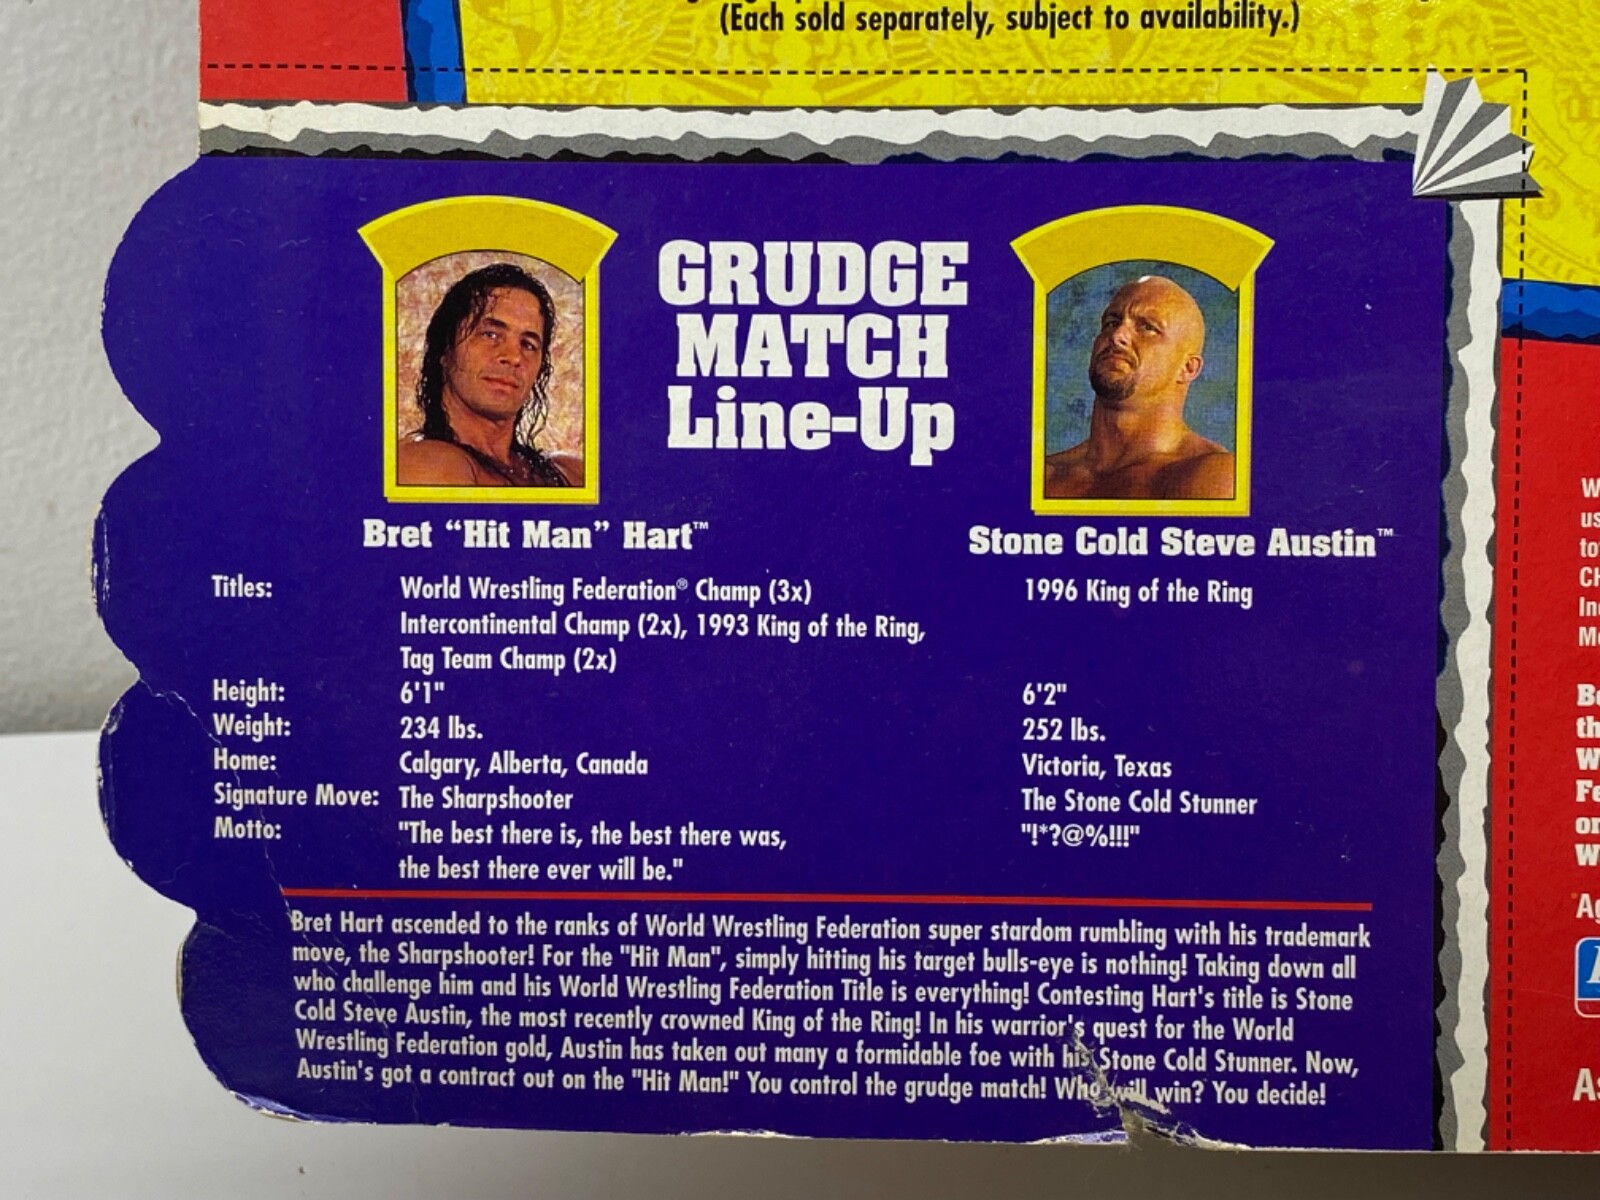 (Each sold separately, subject to availability.)
GRUDGE
MATCH
Line-Up
Bret “Hit Man” Hart™
Stone Cold Steve Austin™
Titles: World Wrestling Federation® Champ (3x) 1996 King of the Ring
Intercontinental Champ (2x), 1993 King of the Ring,
Tag Team Champ (2x)
Height: 6'1" 6'2"
Weight: 234 lbs. 252 lbs.
Home: Calgary, Alberta, Canada Victoria, Texas
Signature Move: The Sharpshooter The Stone Cold Stunner
Motto: "The best there is, the best there was, "!*?@%!!!"
the best there ever will be."
Bret Hart ascended to the ranks of World Wrestling Federation super stardom rumbling with his trademark
move, the Sharpshooter! For the "Hit Man", simply hitting his target bulls-eye is nothing! Taking down all
who challenge him and his World Wrestling Federation Title is everything! Contesting Hart's title is Stone
Cold Steve Austin, the most recently crowned King of the Ring! In his warrior's quest for the World
Wrestling Federation gold, Austin has taken out many a formidable foe with his Stone Cold Stunner. Now,
Austin's got a contract out on the "Hit Man!" You control the grudge match! Who will win? You decide!